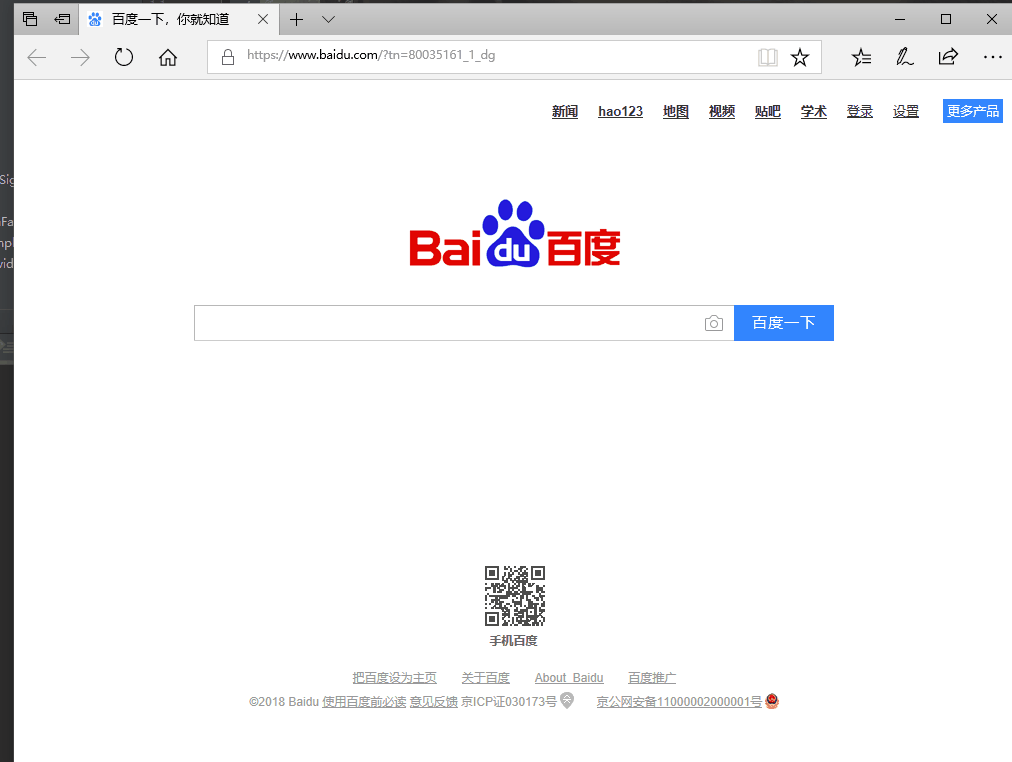 百度一下，你就知道
https://www.baidu.com/?tn=80035161_1_dg
新闻 hao123 地图 视频 贴吧 学术 登录 设置 更多产品
Bai du 百度
百度一下
手机百度
把百度设为主页 关于百度 About Baidu 百度推广
©2018 Baidu 使用百度前必读 意见反馈 京ICP证030173号 京公网安备11000002000001号